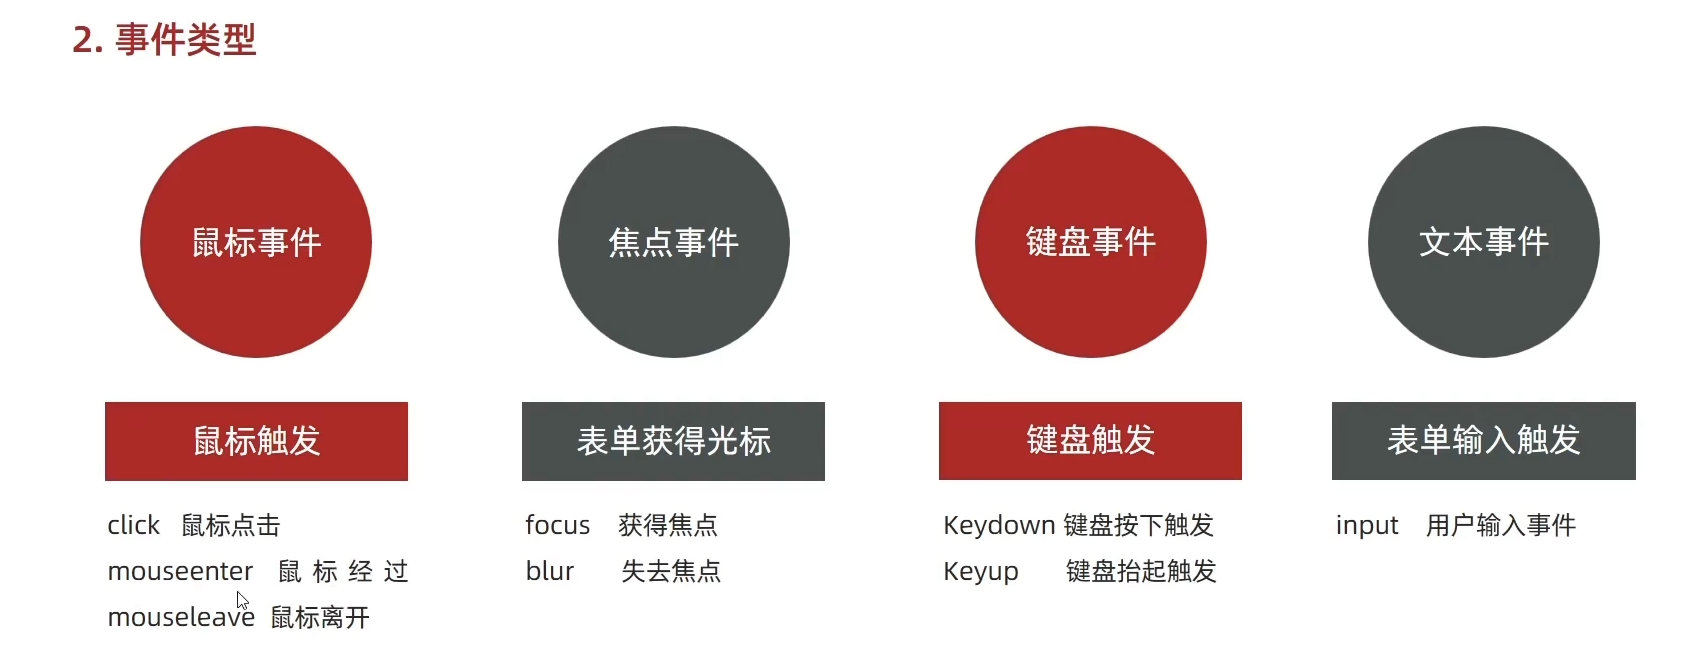 2. 事件类型
鼠标事件
焦点事件
键盘事件
文本事件
鼠标触发
表单获得光标
键盘触发
表单输入触发
click 鼠标点击
mouseenter 鼠标经过
mouseleave 鼠标离开
focus 获得焦点
blur 失去焦点
Keydown 键盘按下触发
Keyup 键盘抬起触发
input 用户输入事件